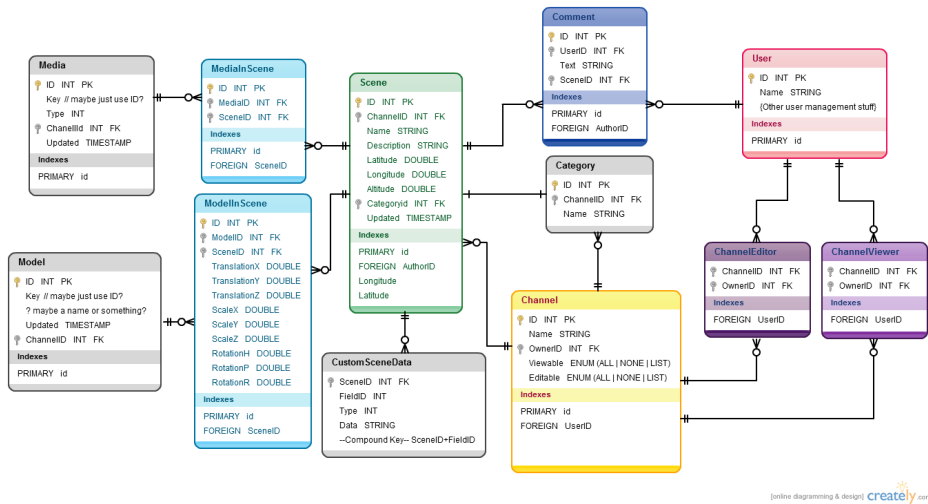 Media
ID INT PK
Key // maybe just use ID?
Type INT
ChanellId INT FK
Updated TIMESTAMP
Indexes
PRIMARY id
MediaInScene
ID INT PK
MediaID INT FK
SceneID INT FK
Indexes
PRIMARY id
FOREIGN SceneID
Scene
ID INT PK
ChannelID INT FK
Name STRING
Description STRING
Latitude DOUBLE
Longitude DOUBLE
Altitude DOUBLE
Categoryid INT FK
Updated TIMESTAMP
Indexes
PRIMARY id
FOREIGN AuthorID
Longitude
Latitude
Comment
ID INT PK
UserID INT FK
Text STRING
SceneID INT FK
Indexes
PRIMARY id
FOREIGN AuthorID
User
ID INT PK
Name STRING
{Other user management stuff}
Indexes
PRIMARY id
Category
ID INT PK
ChannelID INT FK
Name STRING
ModelInScene
ID INT PK
ModelID INT FK
SceneID INT FK
TranslationX DOUBLE
TranslationY DOUBLE
TranslationZ DOUBLE
ScaleX DOUBLE
ScaleY DOUBLE
ScaleZ DOUBLE
RotationH DOUBLE
RotationP DOUBLE
RotationR DOUBLE
Indexes
PRIMARY id
FOREIGN SceneID
Model
ID INT PK
Key // maybe just use ID?
? maybe a name or something?
Updated TIMESTAMP
ChannelID INT FK
Indexes
PRIMARY id
ChannelEditor
ChannelID INT FK
OwnerID INT FK
Indexes
FOREIGN UserID
ChannelViewer
ChannelID INT FK
OwnerID INT FK
Indexes
FOREIGN UserID
Channel
ID INT PK
Name STRING
OwnerID INT FK
Viewable ENUM (ALL | NONE | LIST)
Editable ENUM (ALL | NONE | LIST)
Indexes
PRIMARY id
FOREIGN UserID
CustomSceneData
SceneID INT FK
FieldID INT
Type INT
Data STRING
--Compound Key-- SceneID+FieldID
[online diagramming & design] creately.com